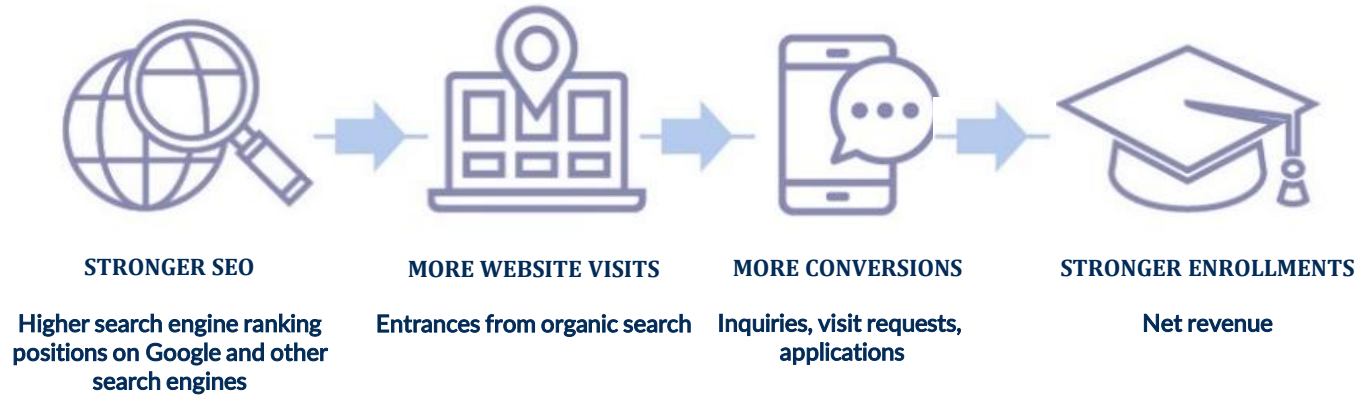 STRONGER SEO
Higher search engine ranking
positions on Google and other
search engines
MORE WEBSITE VISITS
Entrances from organic search
MORE CONVERSIONS
Inquiries, visit requests,
applications
STRONGER ENROLLMENTS
Net revenue